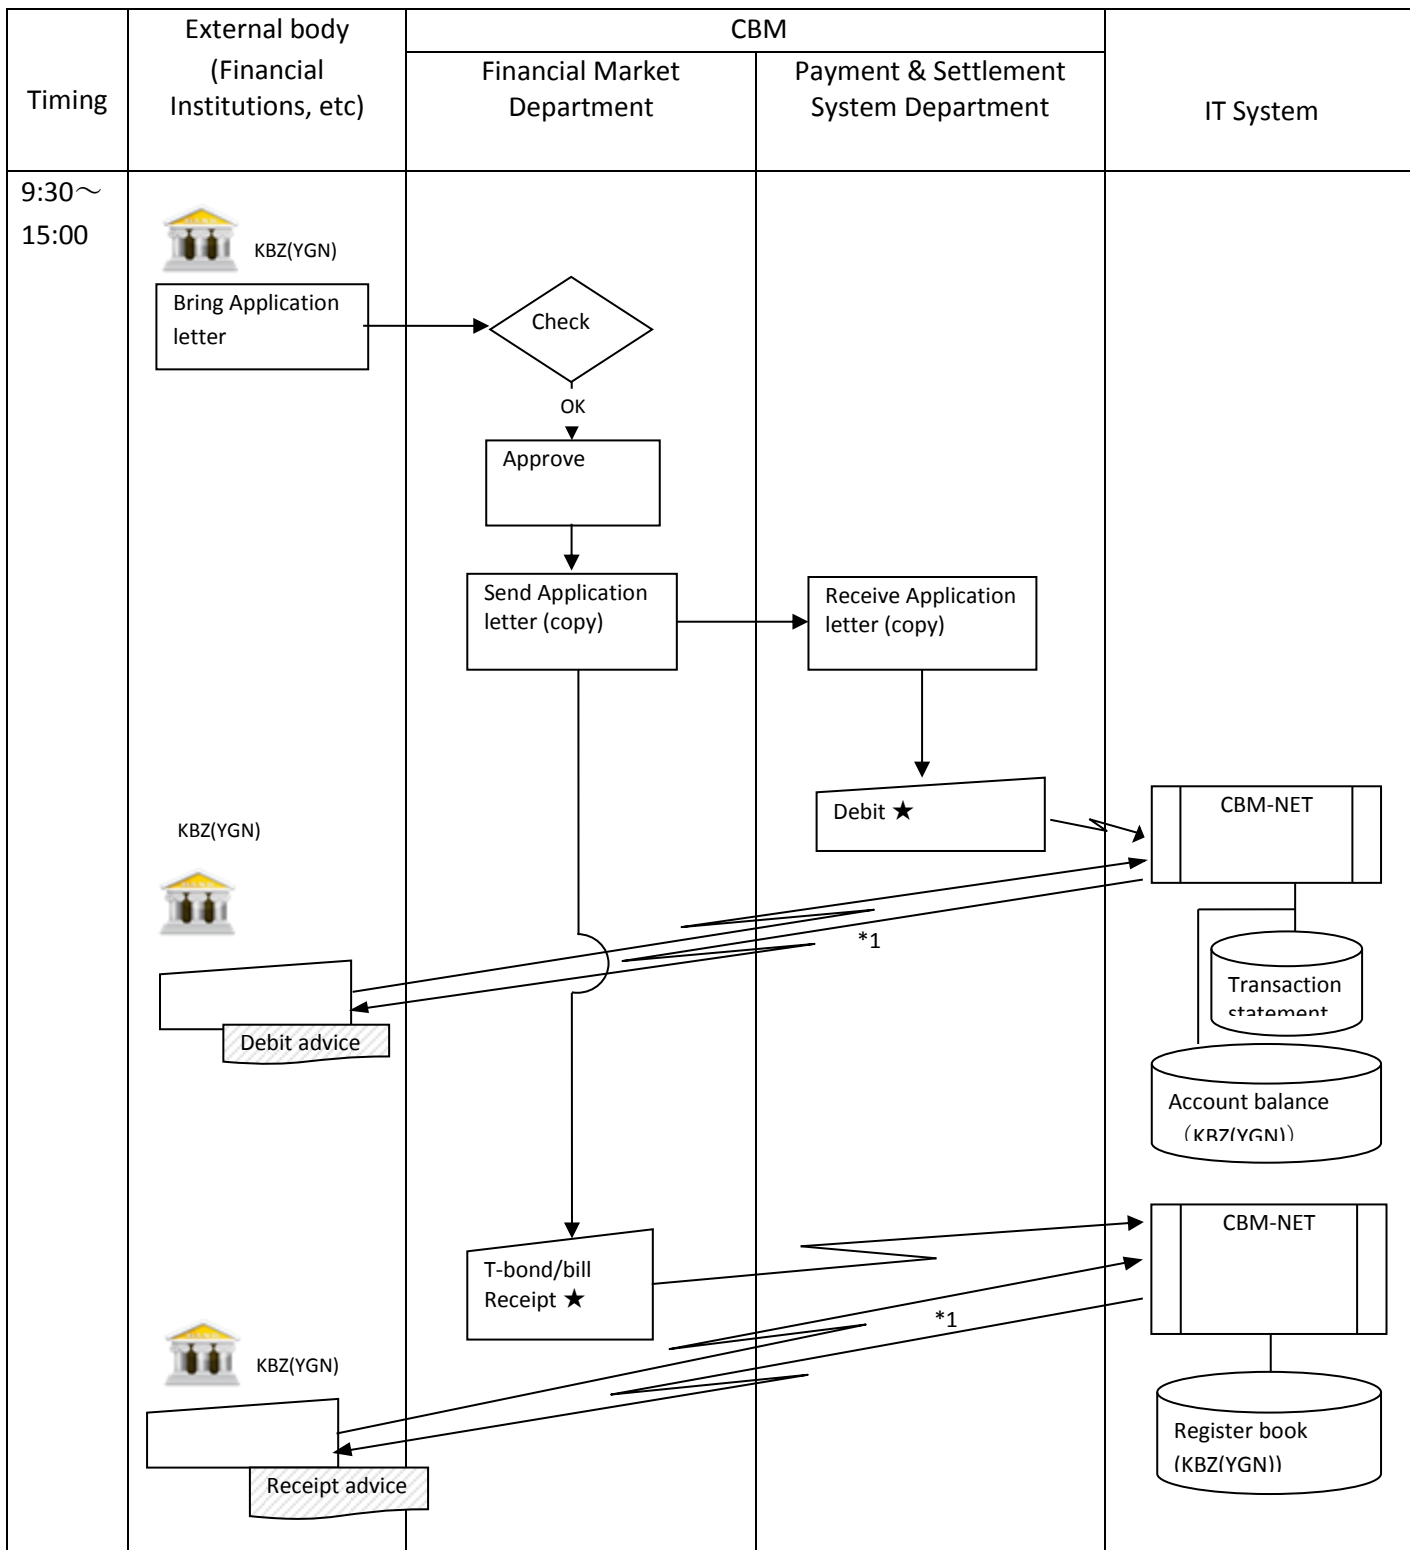 Timing
External body
(Financial
Institutions, etc)
CBM
Financial Market
Department
Payment & Settlement
System Department
IT System
9:30～
15:00
KBZ(YGN)
Bring Application
letter
Check
OK
Approve
Send Application
letter (copy)
Receive Application
letter (copy)
Debit ★
CBM-NET
KBZ(YGN)
*1
Transaction
statement
Debit advice
Account balance
（KBZ(YGN)）
CBM-NET
T-bond/bill
Receipt ★
*1
KBZ(YGN)
Register book
(KBZ(YGN))
Receipt advice